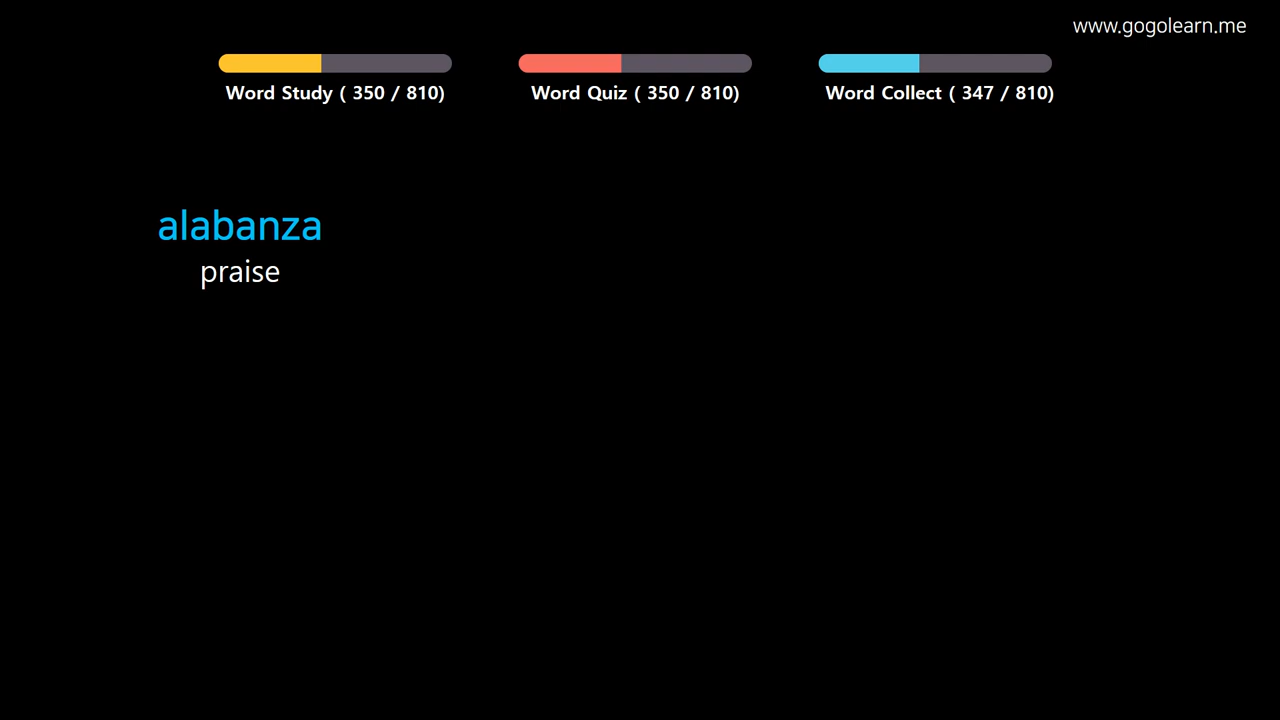 www.gogolearn.me
Word Study ( 350 / 810)
Word Quiz ( 350 / 810)
Word Collect ( 347 / 810)
alabanza
praise